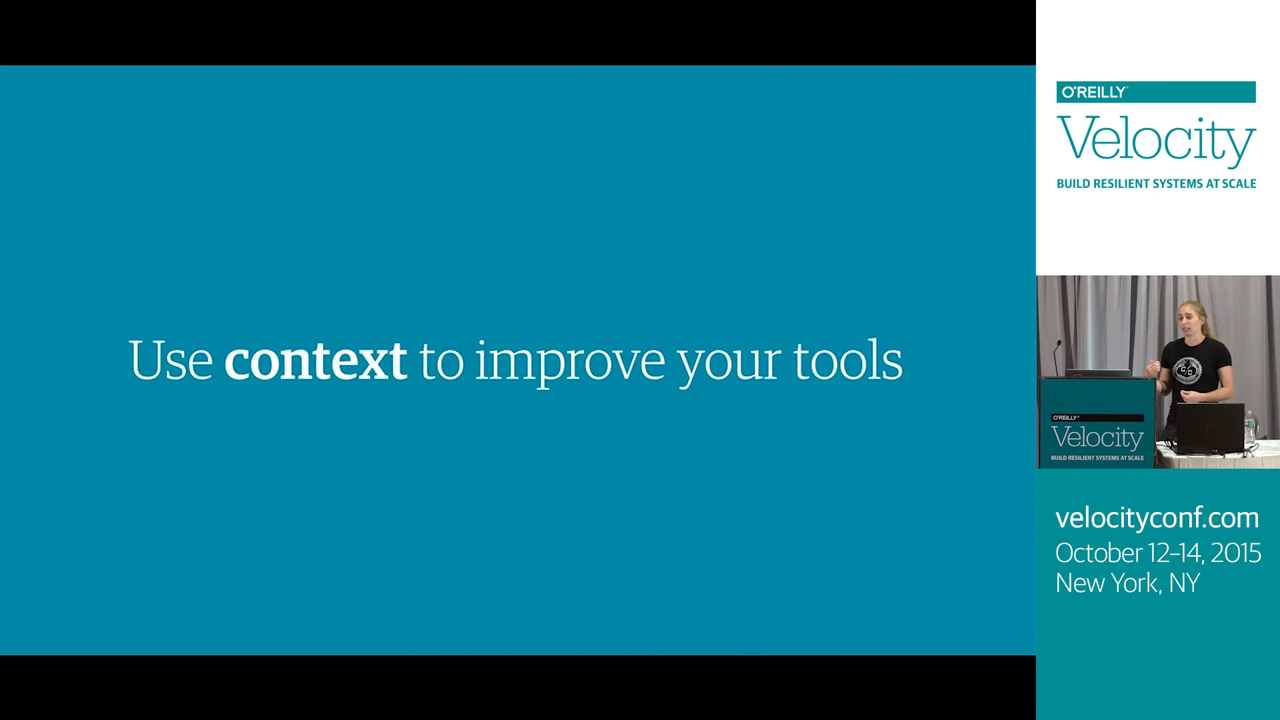 Use context to improve your tools
O'REILLY
Velocity
BUILD RESILIENT SYSTEMS AT SCALE
O'REILLY
Velocity
BUILD RESILIENT SYSTEMS AT SCALE
velocityconf.com
October 12–14, 2015
New York, NY